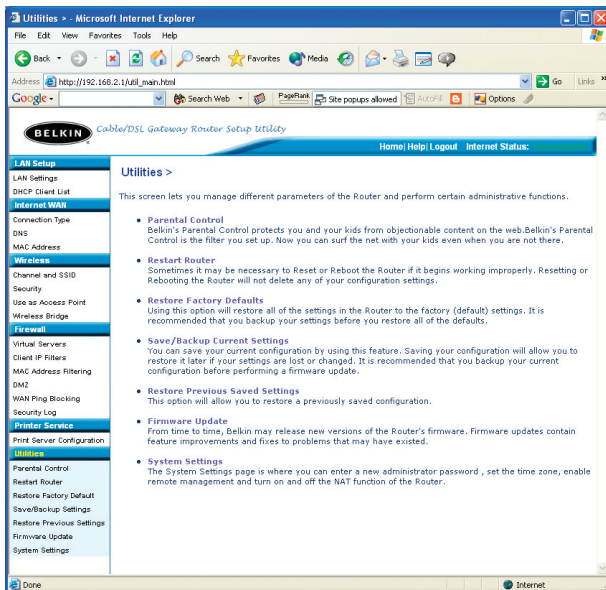 Utilities > - Microsoft Internet Explorer
File Edit View Favorites Tools Help
Back Search Favorites Media
Address http://192.168.2.1/util_main.html Go Links »
Google Search Web PageRank Site popups allowed AutoFill Options
BELKIN Cable/DSL Gateway Router Setup Utility
Home| Help| Logout Internet Status:
LAN Setup
LAN Settings
DHCP Client List
Internet WAN
Connection Type
DNS
MAC Address
Wireless
Channel and SSID
Security
Use as Access Point
Wireless Bridge
Firewall
Virtual Servers
Client IP Filters
MAC Address Filtering
DMZ
WAN Ping Blocking
Security Log
Printer Service
Print Server Configuration
Utilities
Parental Control
Restart Router
Restore Factory Default
Save/Backup Settings
Restore Previous Settings
Firmware Update
System Settings
Utilities >
This screen lets you manage different parameters of the Router and perform certain administrative functions.
• Parental Control
Belkin's Parental Control protects you and your kids from objectionable content on the web.Belkin's Parental
Control is the filter you set up. Now you can surf the net with your kids even when you are not there.
• Restart Router
Sometimes it may be necessary to Reset or Reboot the Router if it begins working improperly. Resetting or
Rebooting the Router will not delete any of your configuration settings.
• Restore Factory Defaults
Using this option will restore all of the settings in the Router to the factory (default) settings. It is
recommended that you backup your settings before you restore all of the defaults.
• Save/Backup Current Settings
You can save your current configuration by using this feature. Saving your configuration will allow you to
restore it later if your settings are lost or changed. It is recommended that you backup your current
configuration before performing a firmware update.
• Restore Previous Saved Settings
This option will allow you to restore a previously saved configuration.
• Firmware Update
From time to time, Belkin may release new versions of the Router's firmware. Firmware updates contain
feature improvements and fixes to problems that may have existed.
• System Settings
The System Settings page is where you can enter a new administrator password , set the time zone, enable
remote management and turn on and off the NAT function of the Router.
Done Internet